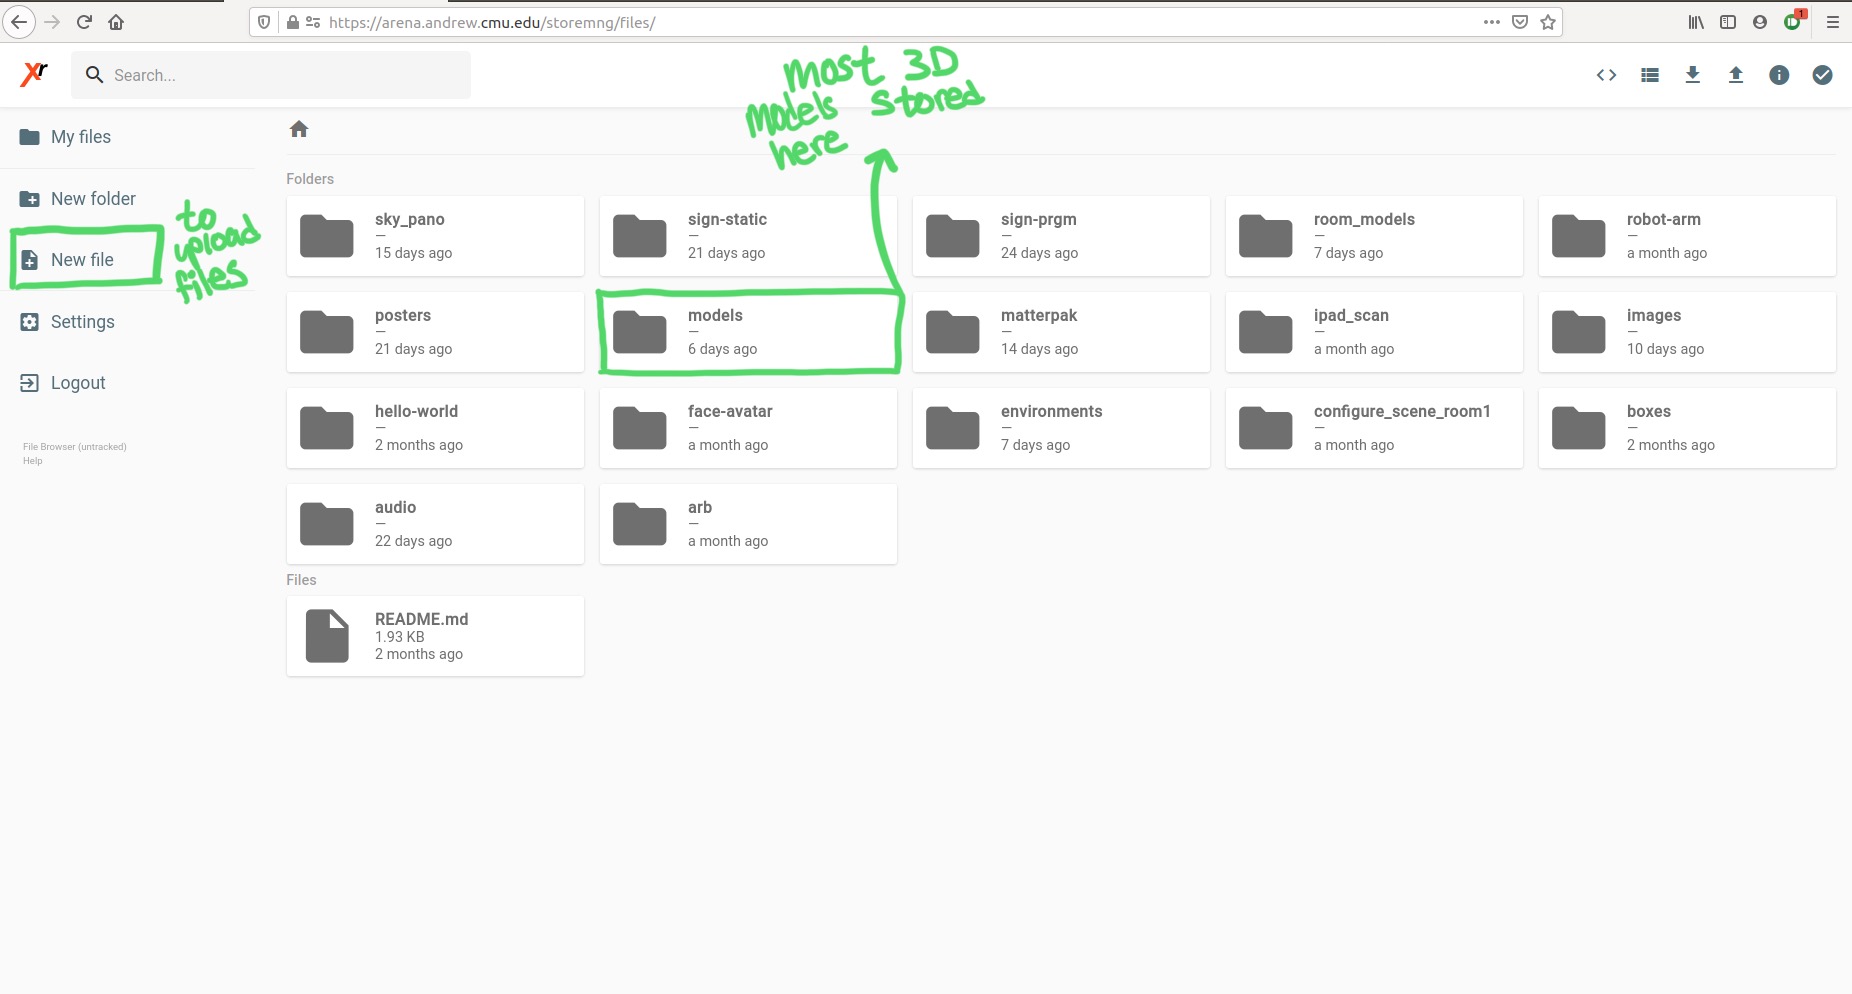 https://arena.andrew.cmu.edu/storemng/files/
1
Xr
Search...
most 3D
models stored
here
My files
New folder
New file
to
upload
files
Settings
Logout
File Browser (untracked)
Help
Folders
sky_pano
—
15 days ago
sign-static
—
21 days ago
sign-prgm
—
24 days ago
room_models
—
7 days ago
robot-arm
—
a month ago
posters
—
21 days ago
models
—
6 days ago
matterpak
—
14 days ago
ipad_scan
—
a month ago
images
—
10 days ago
hello-world
—
2 months ago
face-avatar
—
a month ago
environments
—
7 days ago
configure_scene_room1
—
a month ago
boxes
—
2 months ago
audio
—
22 days ago
arb
—
a month ago
Files
README.md
1.93 KB
2 months ago